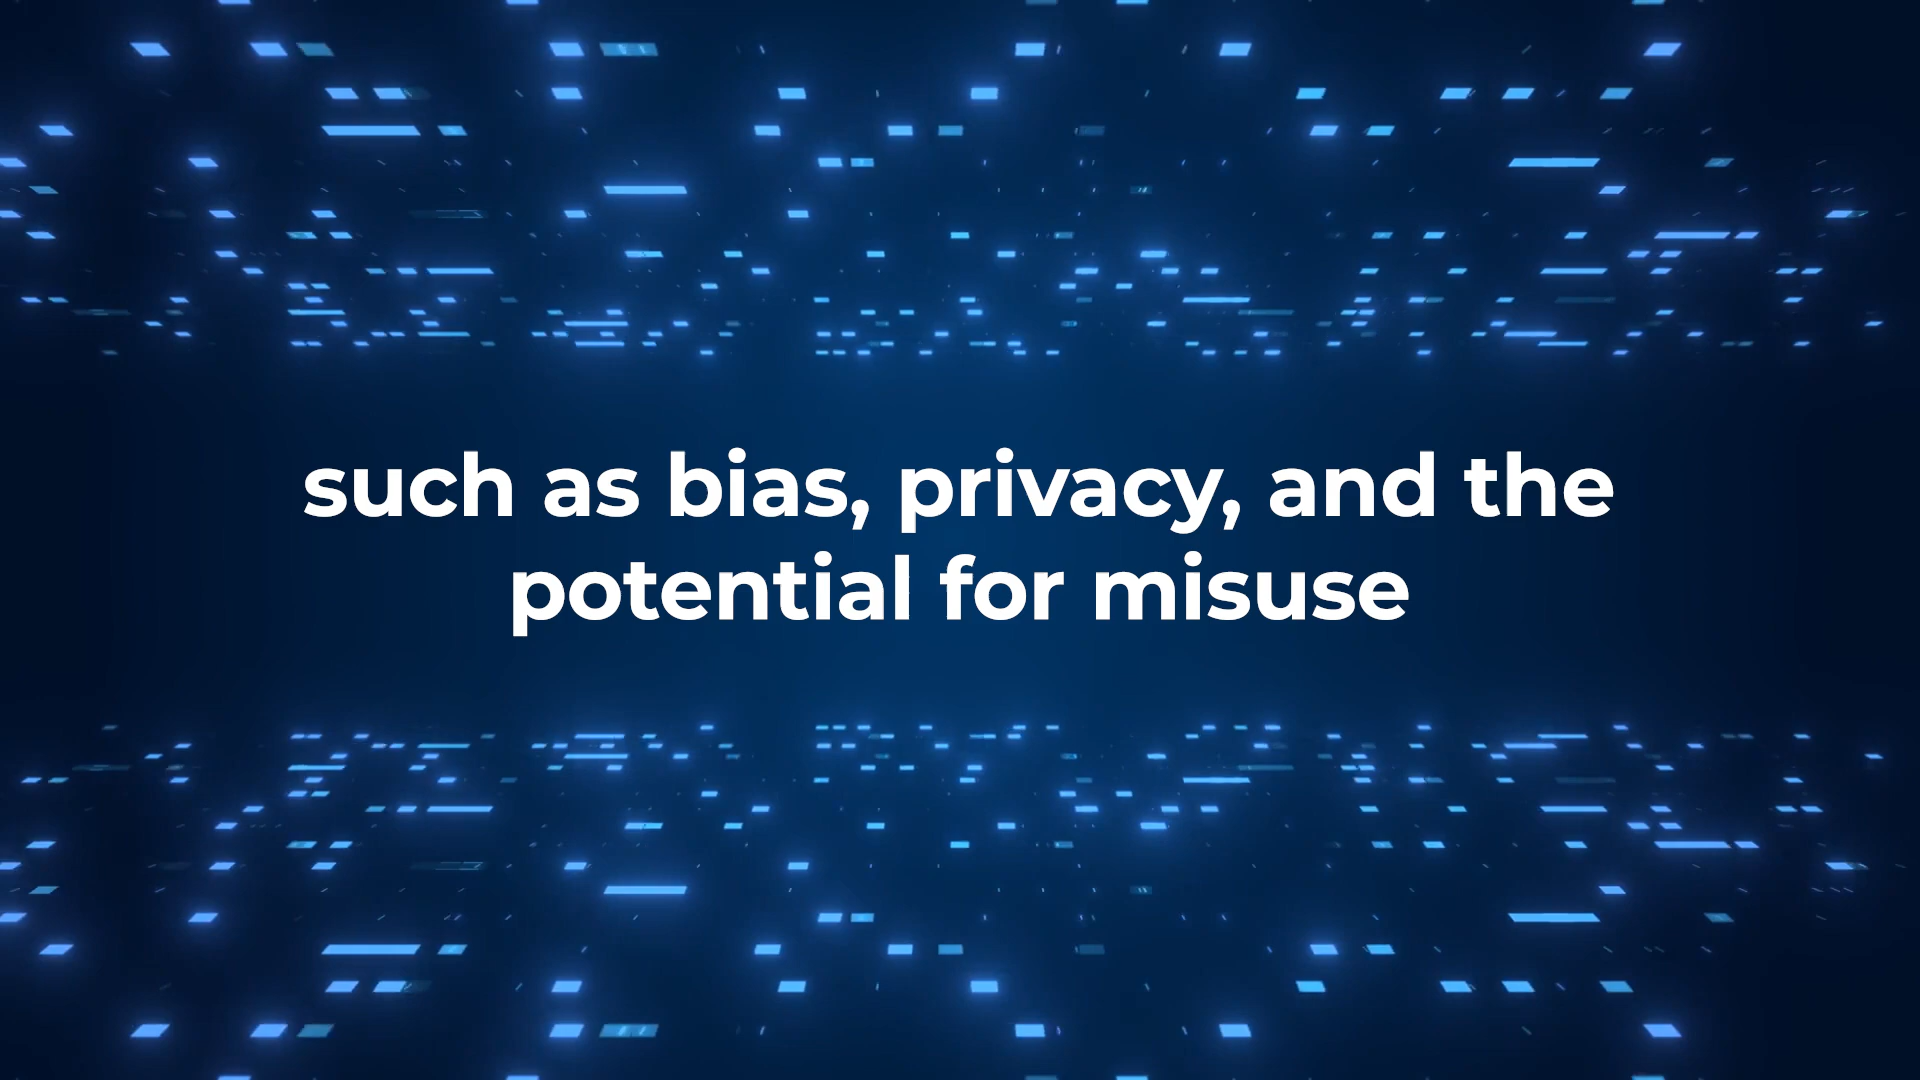 such as bias, privacy, and the
potential for misuse